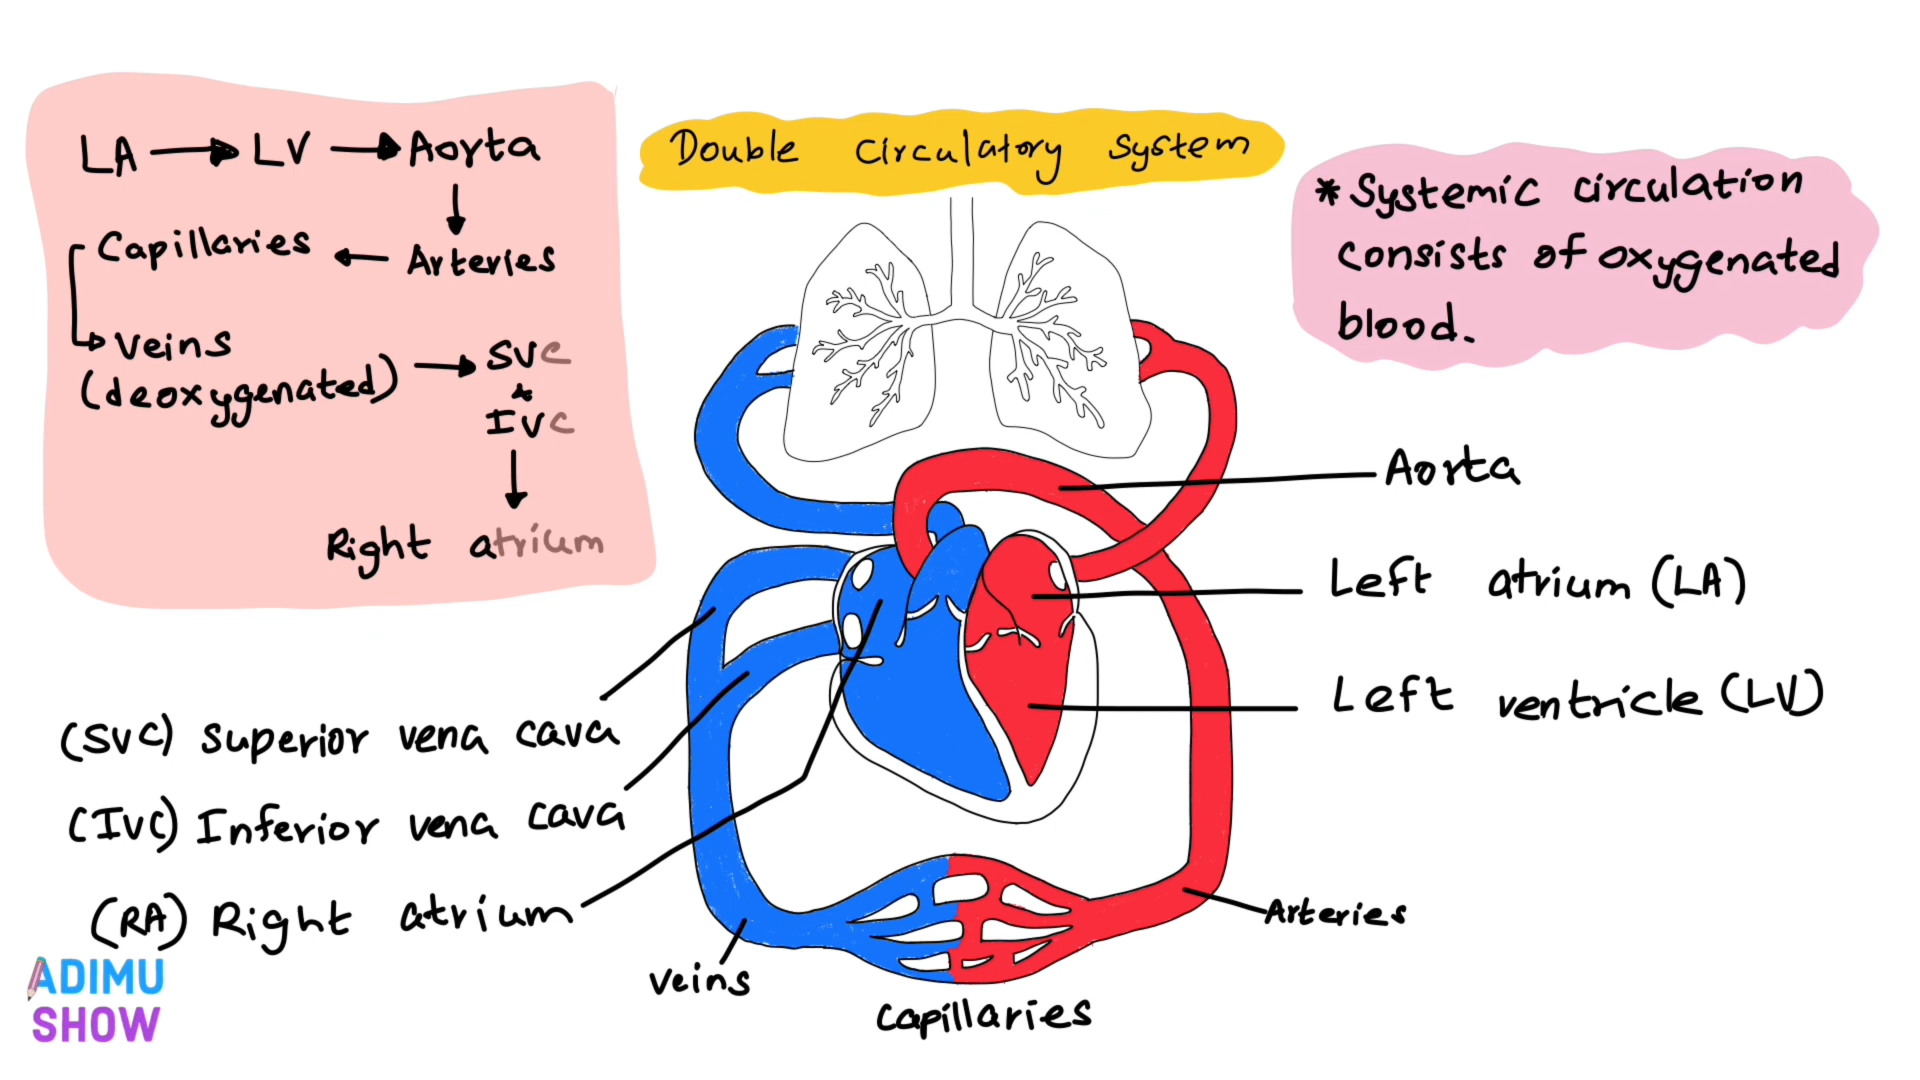 Double Circulatory System
LA → LV → Aorta
Capillaries ← Arteries
Veins
(deoxygenated) → SVC
&
IVC
Right atrium
* Systemic circulation
consists of oxygenated
blood.
Aorta
Left atrium (LA)
Left ventricle (LV)
(SVC) Superior vena cava
(IVC) Inferior vena cava
(RA) Right atrium
Arteries
Veins
Capillaries
ADIMU
SHOW